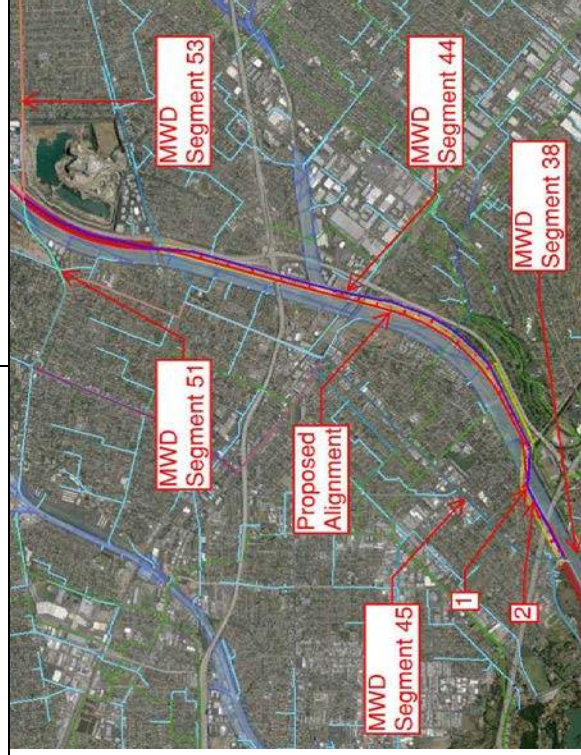 MWD
Segment 53
MWD
Segment 44
MWD
Segment 38
MWD
Segment 51
Proposed
Alignment
MWD
Segment 45
1
2